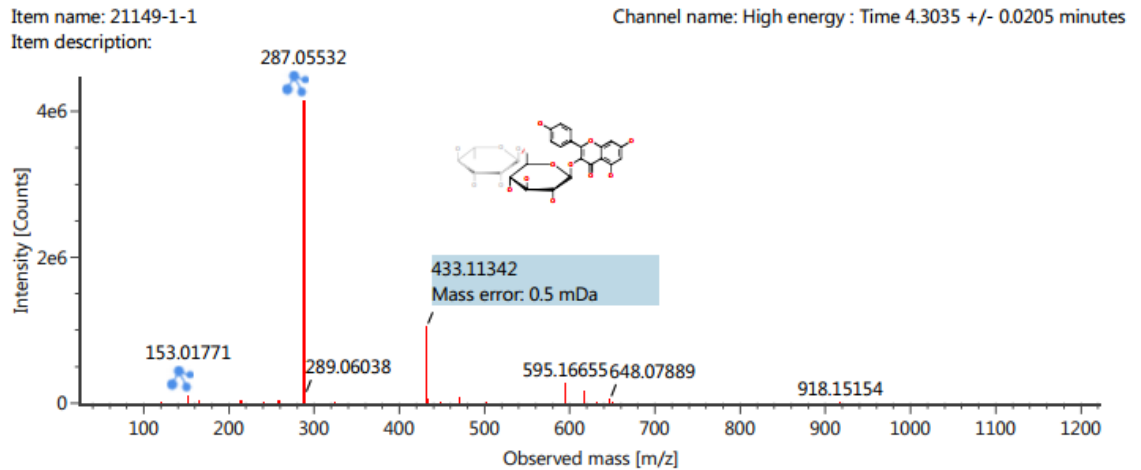 Item name: 21149-1-1 Channel name: High energy : Time 4.3035 +/- 0.0205 minutes
Item description:
287.05532
4e6
433.11342
2e6
Mass error: 0.5 mDa
153.01771
289.06038
595.16655 648.07889
918.15154
0
100 200 300 400 500 600 700 800 900 1000 1100 1200
Observed mass [m/z]
Intensity [Counts]